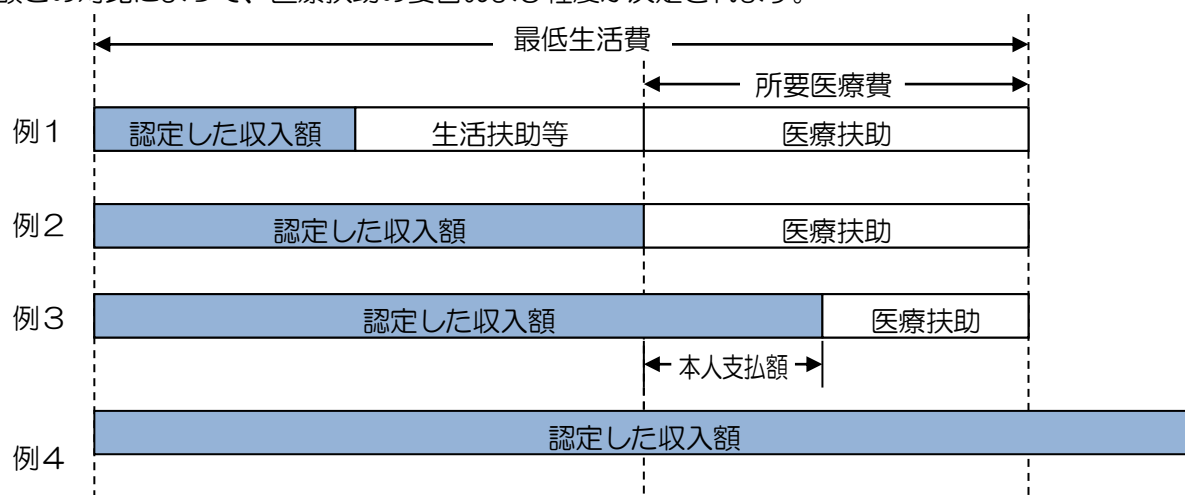 最低生活費
所要医療費
例1 認定した収入額 生活扶助等 医療扶助
例2 認定した収入額 医療扶助
例3 認定した収入額 医療扶助
本人支払額
例4 認定した収入額